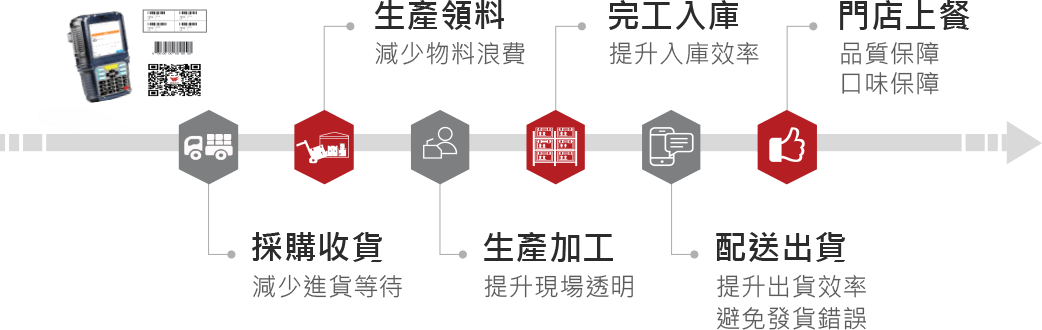 生產領料
減少物料浪費
完工入庫
提升入庫效率
門店上餐
品質保障
口味保障
採購收貨
減少進貨等待
生產加工
提升現場透明
配送出貨
提升出貨效率
避免發貨錯誤